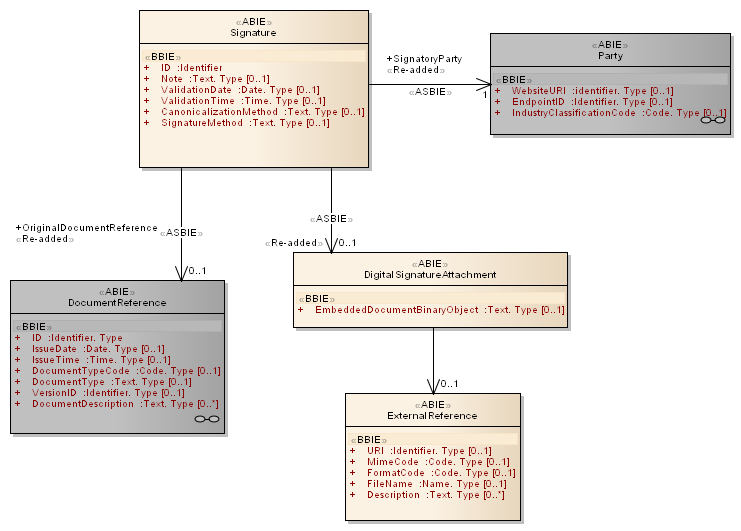 «ABIE»
Signature
«BBIE»
+ ID :Identifier
+ Note :Text. Type [0..1]
+ ValidationDate :Date. Type [0..1]
+ ValidationTime :Time. Type [0..1]
+ CanonicalizationMethod :Text. Type [0..1]
+ SignatureMethod :Text. Type [0..1]
+SignatoryParty
«Re-added»
«ASBIE»
1
«ABIE»
Party
«BBIE»
+ WebsiteURI :identifier. Type [0..1]
+ EndpointID :Identifier. Type [0..1]
+ IndustryClassificationCode :Code. Type [0..1]
+OriginalDocumentReference
«Re-added»
«ASBIE»
0..1
«ASBIE»
«Re-added»
0..1
«ABIE»
DigitalSignatureAttachment
«BBIE»
+ EmbeddedDocumentBinaryObject :Text. Type [0..1]
«ABIE»
DocumentReference
«BBIE»
+ ID :Identifier. Type
+ IssueDate :Date. Type [0..1]
+ IssueTime :Time. Type [0..1]
+ DocumentTypeCode :Code. Type [0..1]
+ DocumentType :Text. Type [0..1]
+ VersionID :Identifier. Type [0..1]
+ DocumentDescription :Text. Type [0..*]
0..1
«ABIE»
ExternalReference
«BBIE»
+ URI :Identifier. Type [0..1]
+ MimeCode :Code. Type [0..1]
+ FormatCode :Code. Type [0..1]
+ FileName :Name. Type [0..1]
+ Description :Text. Type [0..*]